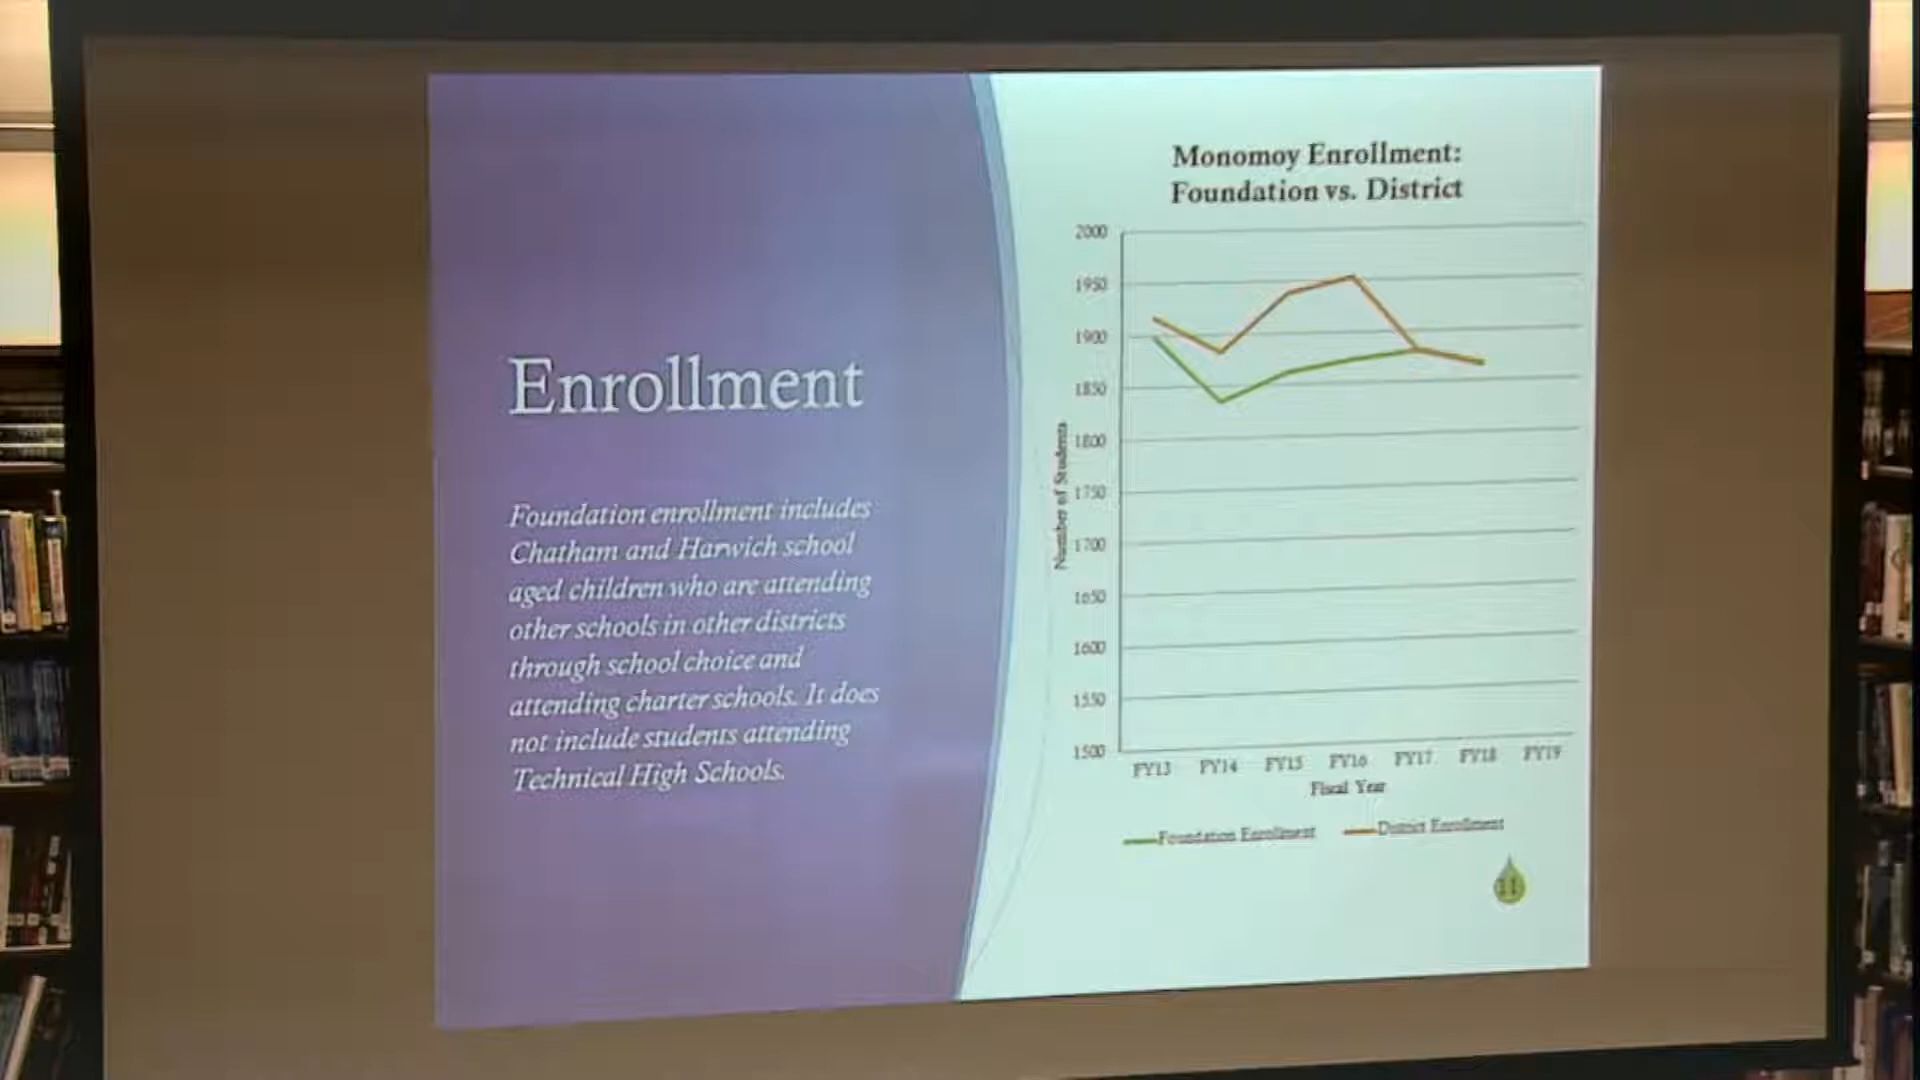 Enrollment
Foundation enrollment includes
Chatham and Harwich school
aged children who are attending
other schools in other districts
through school choice and
attending charter schools. It does
not include students attending
Technical High Schools.
Monomoy Enrollment:
Foundation vs. District
2000
1950
1900
1850
1800
1750
1700
1650
1600
1550
1500
Number of Students
FY13 FY14 FY15 FY16 FY17 FY18 FY19
Fiscal Year
Foundation Enrollment District Enrollment
11